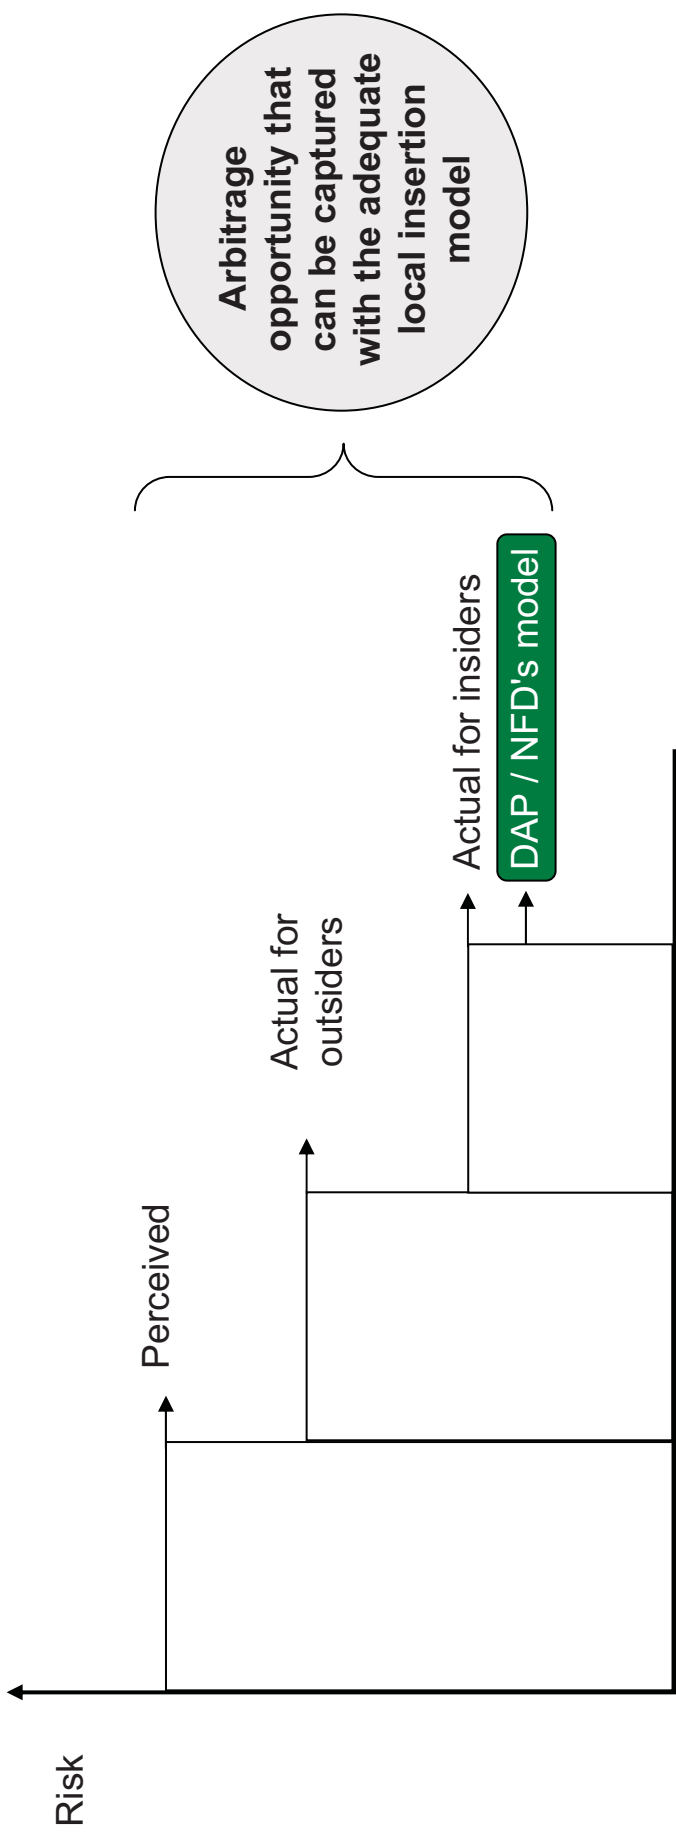 Risk
Perceived
Actual for
outsiders
Actual for insiders
DAP / NFD's model
Arbitrage
opportunity that
can be captured
with the adequate
local insertion
model